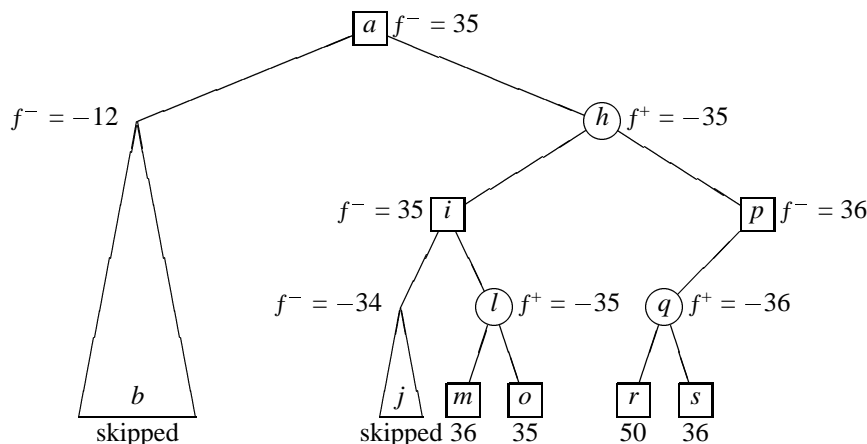 a f⁻ = 35
f⁻ = −12 h f⁺ = −35
f⁻ = 35 i p f⁻ = 36
f⁻ = −34 l f⁺ = −35 q f⁺ = −36
b j m o r s
skipped skipped 36 35 50 36